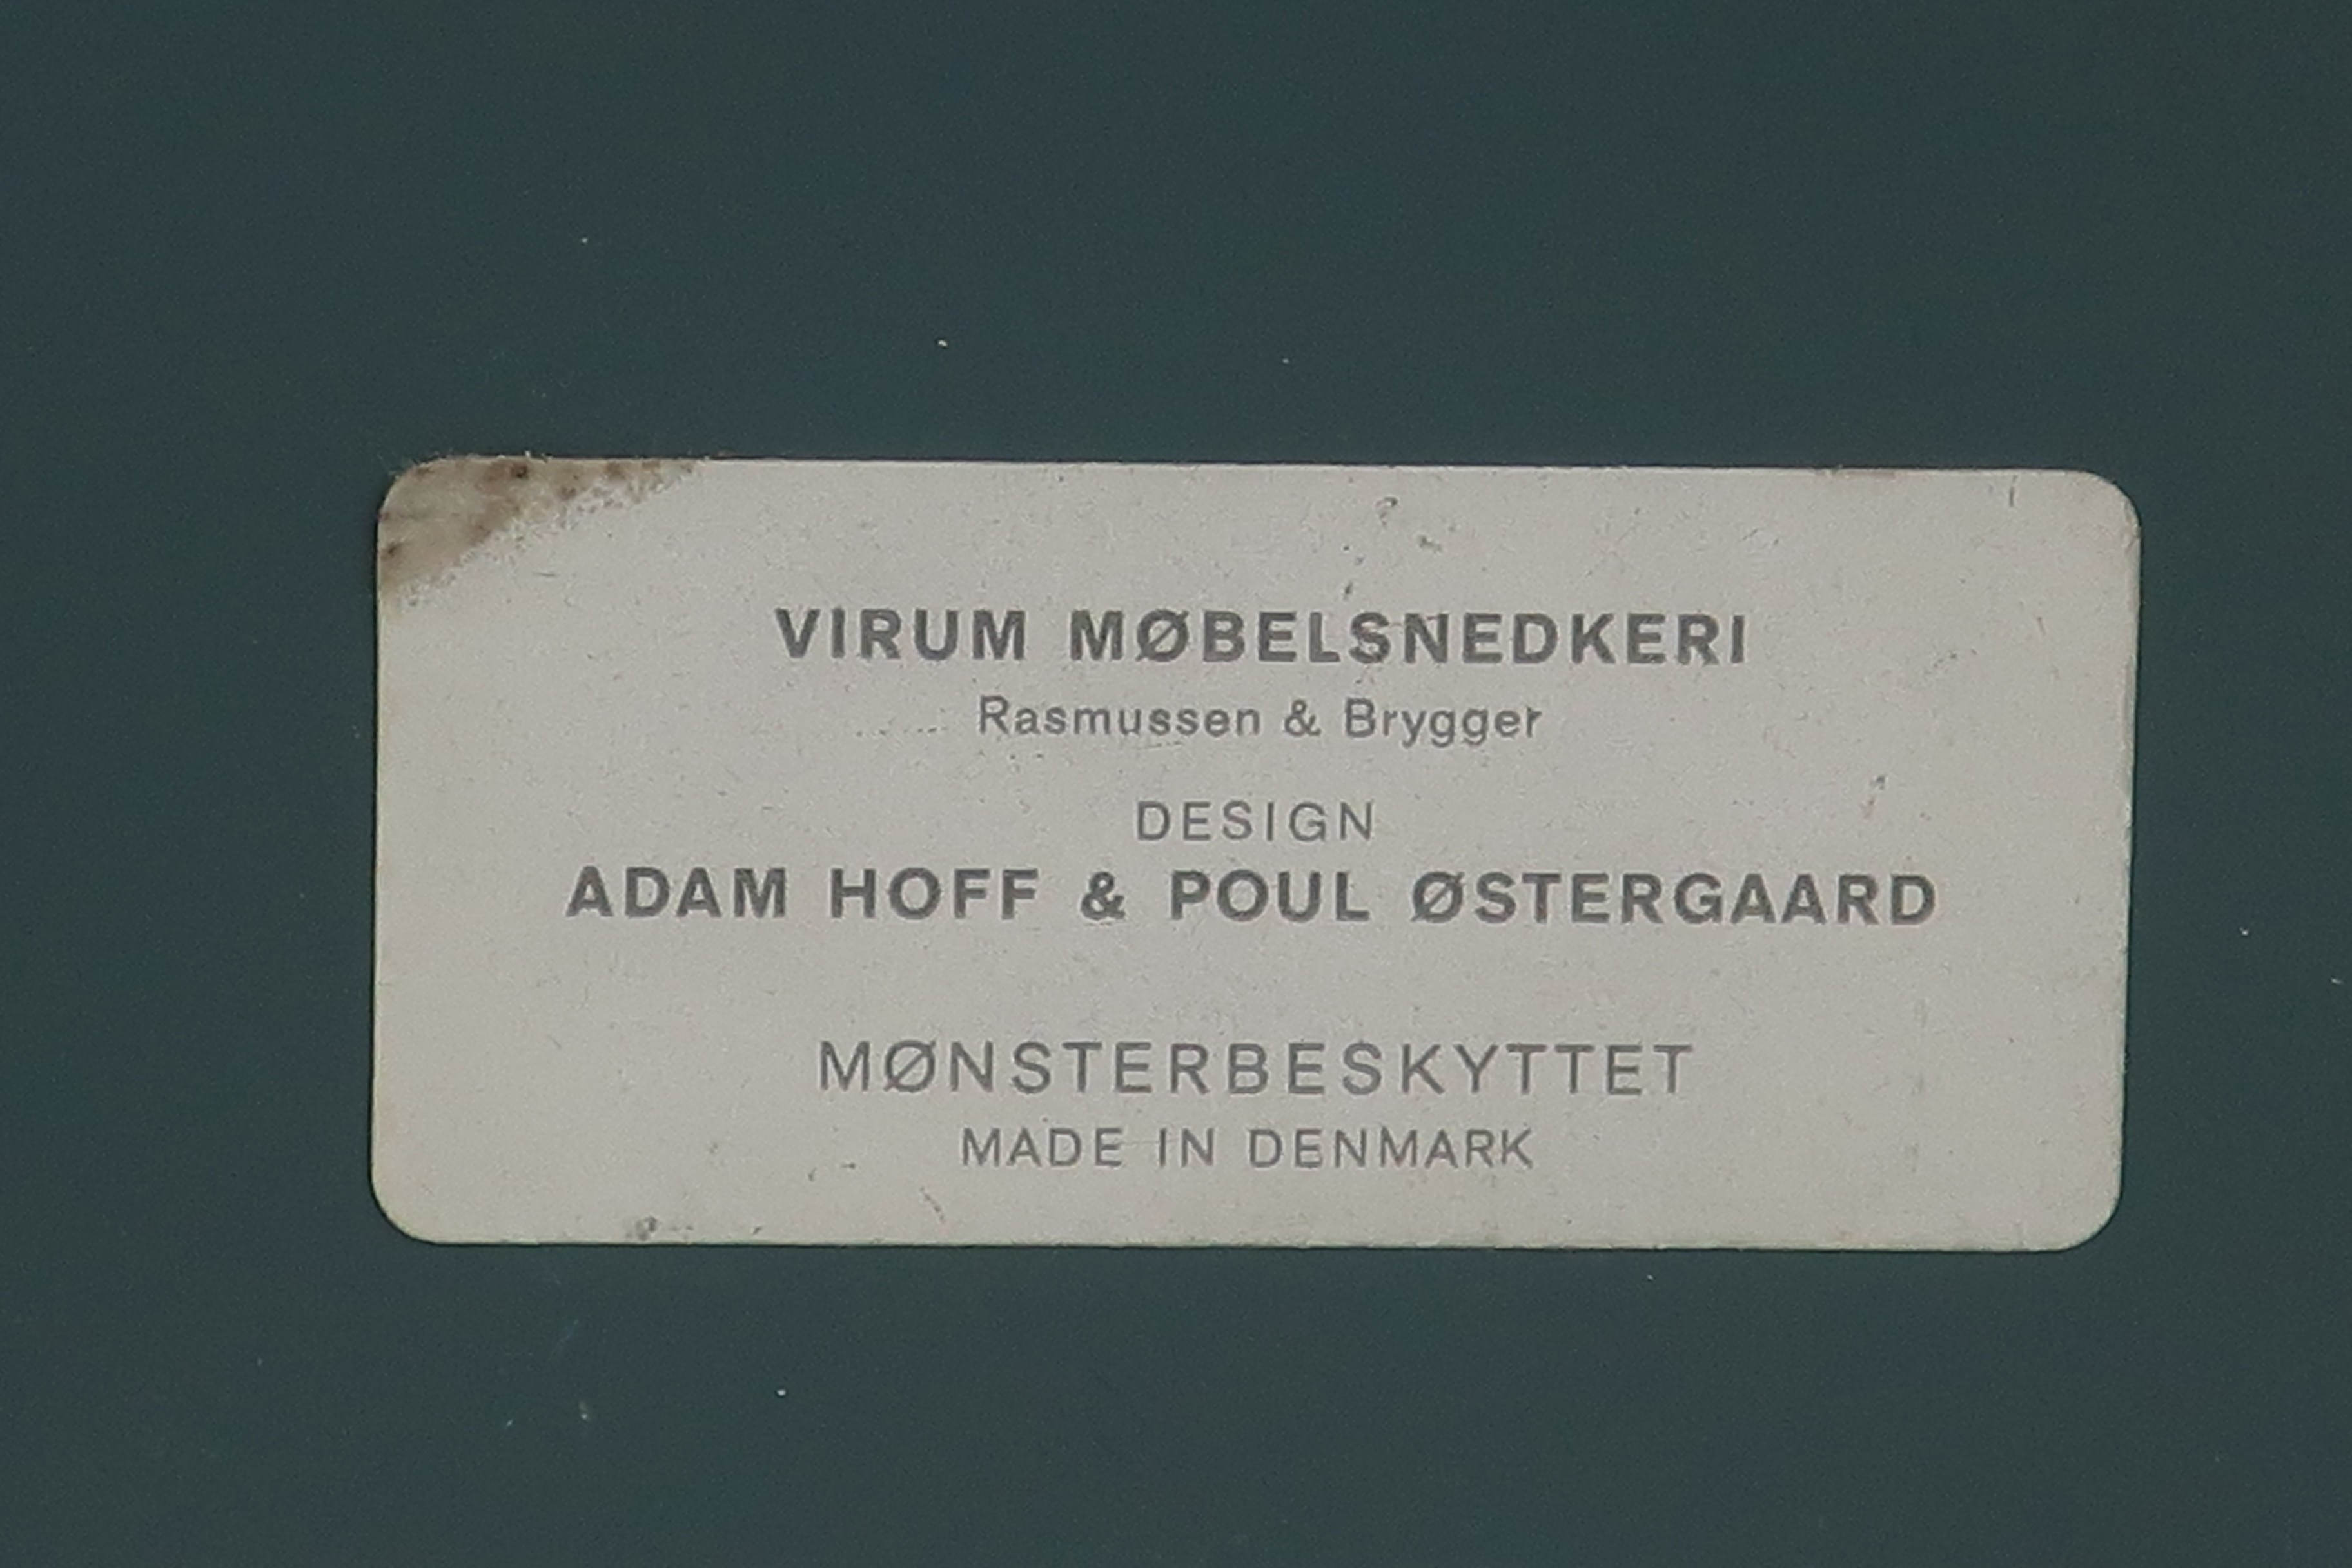 VIRUM MØBELSNEDKERI
Rasmussen & Brygger
DESIGN
ADAM HOFF & POUL ØSTERGAARD
MØNSTERBESKYTTET
MADE IN DENMARK